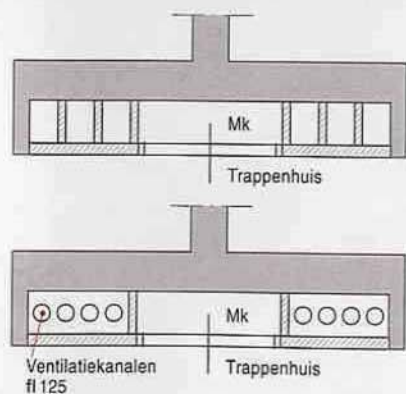 Mk
Trappenhuis
Mk
Trappenhuis
Ventilatiekanalen
fl 125